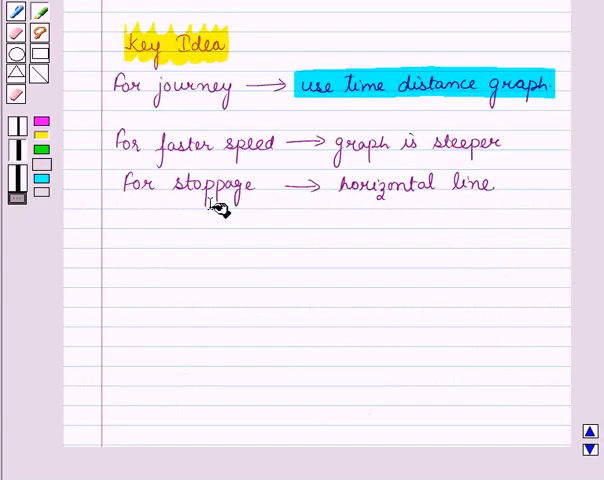 Key Idea
For journey → use time distance graph.
For faster speed → graph is steeper
For stoppage → horizontal line